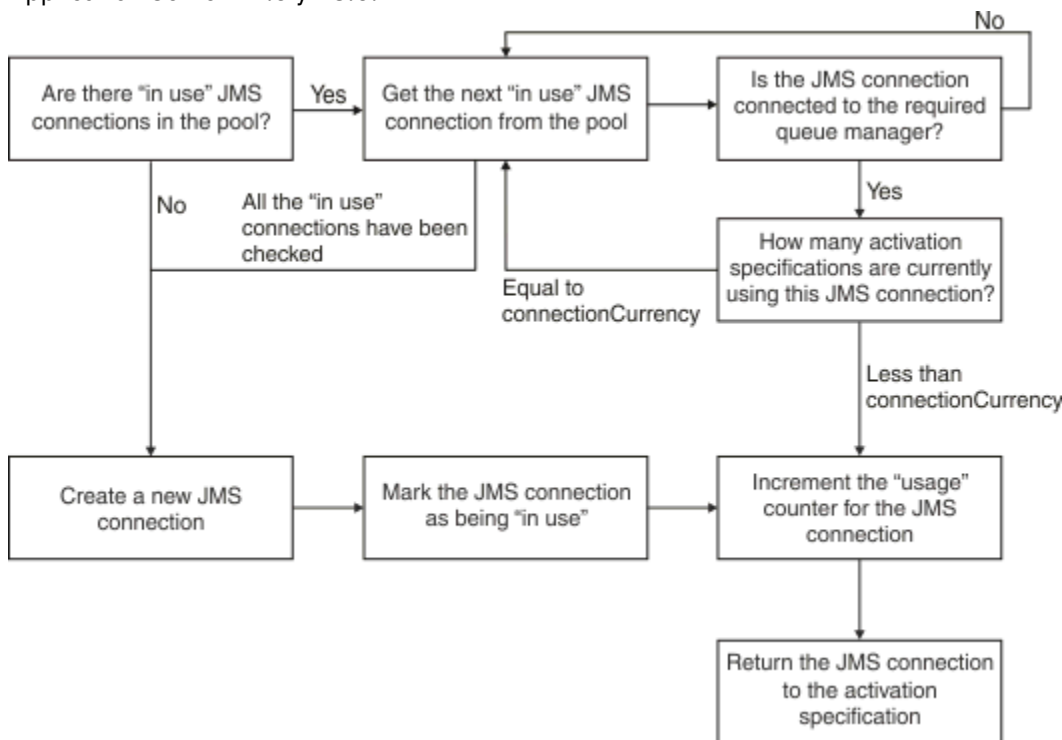 No
Are there “in use” JMS
connections in the pool?
Yes
Get the next “in use” JMS
connection from the pool
Is the JMS connection
connected to the required
queue manager?
No
All the “in use”
connections have been
checked
Yes
How many activation
specifications are currently
using this JMS connection?
Equal to
connectionCurrency
Less than
connectionCurrency
Create a new JMS
connection
Mark the JMS connection
as being “in use”
Increment the “usage”
counter for the JMS
connection
Return the JMS connection
to the activation
specification